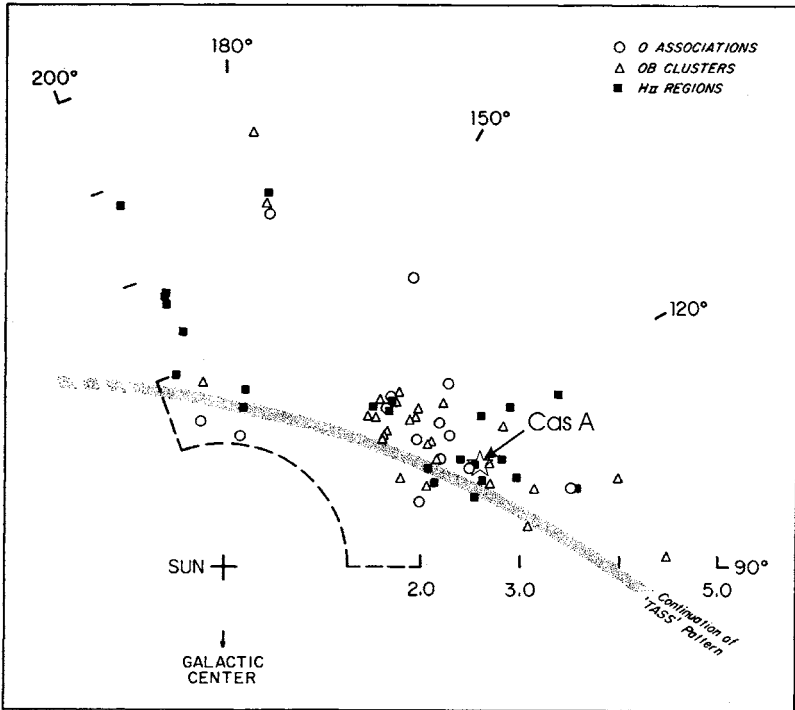 180°
200°
O ASSOCIATIONS
OB CLUSTERS
HII REGIONS
150°
120°
Cas A
SUN
90°
2.0
3.0
5.0
Continuation of
'TASS' Pattern
GALACTIC
CENTER